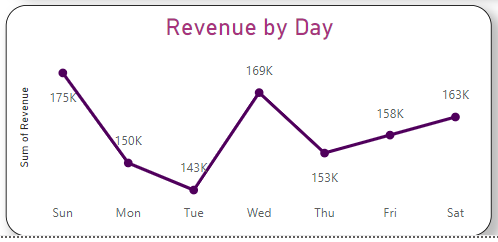 Revenue by Day
Sum of Revenue
175K
150K
143K
169K
153K
158K
163K
Sun Mon Tue Wed Thu Fri Sat